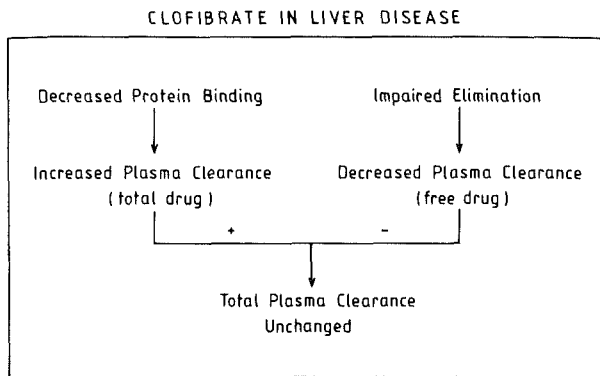 CLOFIBRATE IN LIVER DISEASE
Decreased Protein Binding
Impaired Elimination
Increased Plasma Clearance
(total drug)
Decreased Plasma Clearance
(free drug)
+
-
Total Plasma Clearance
Unchanged